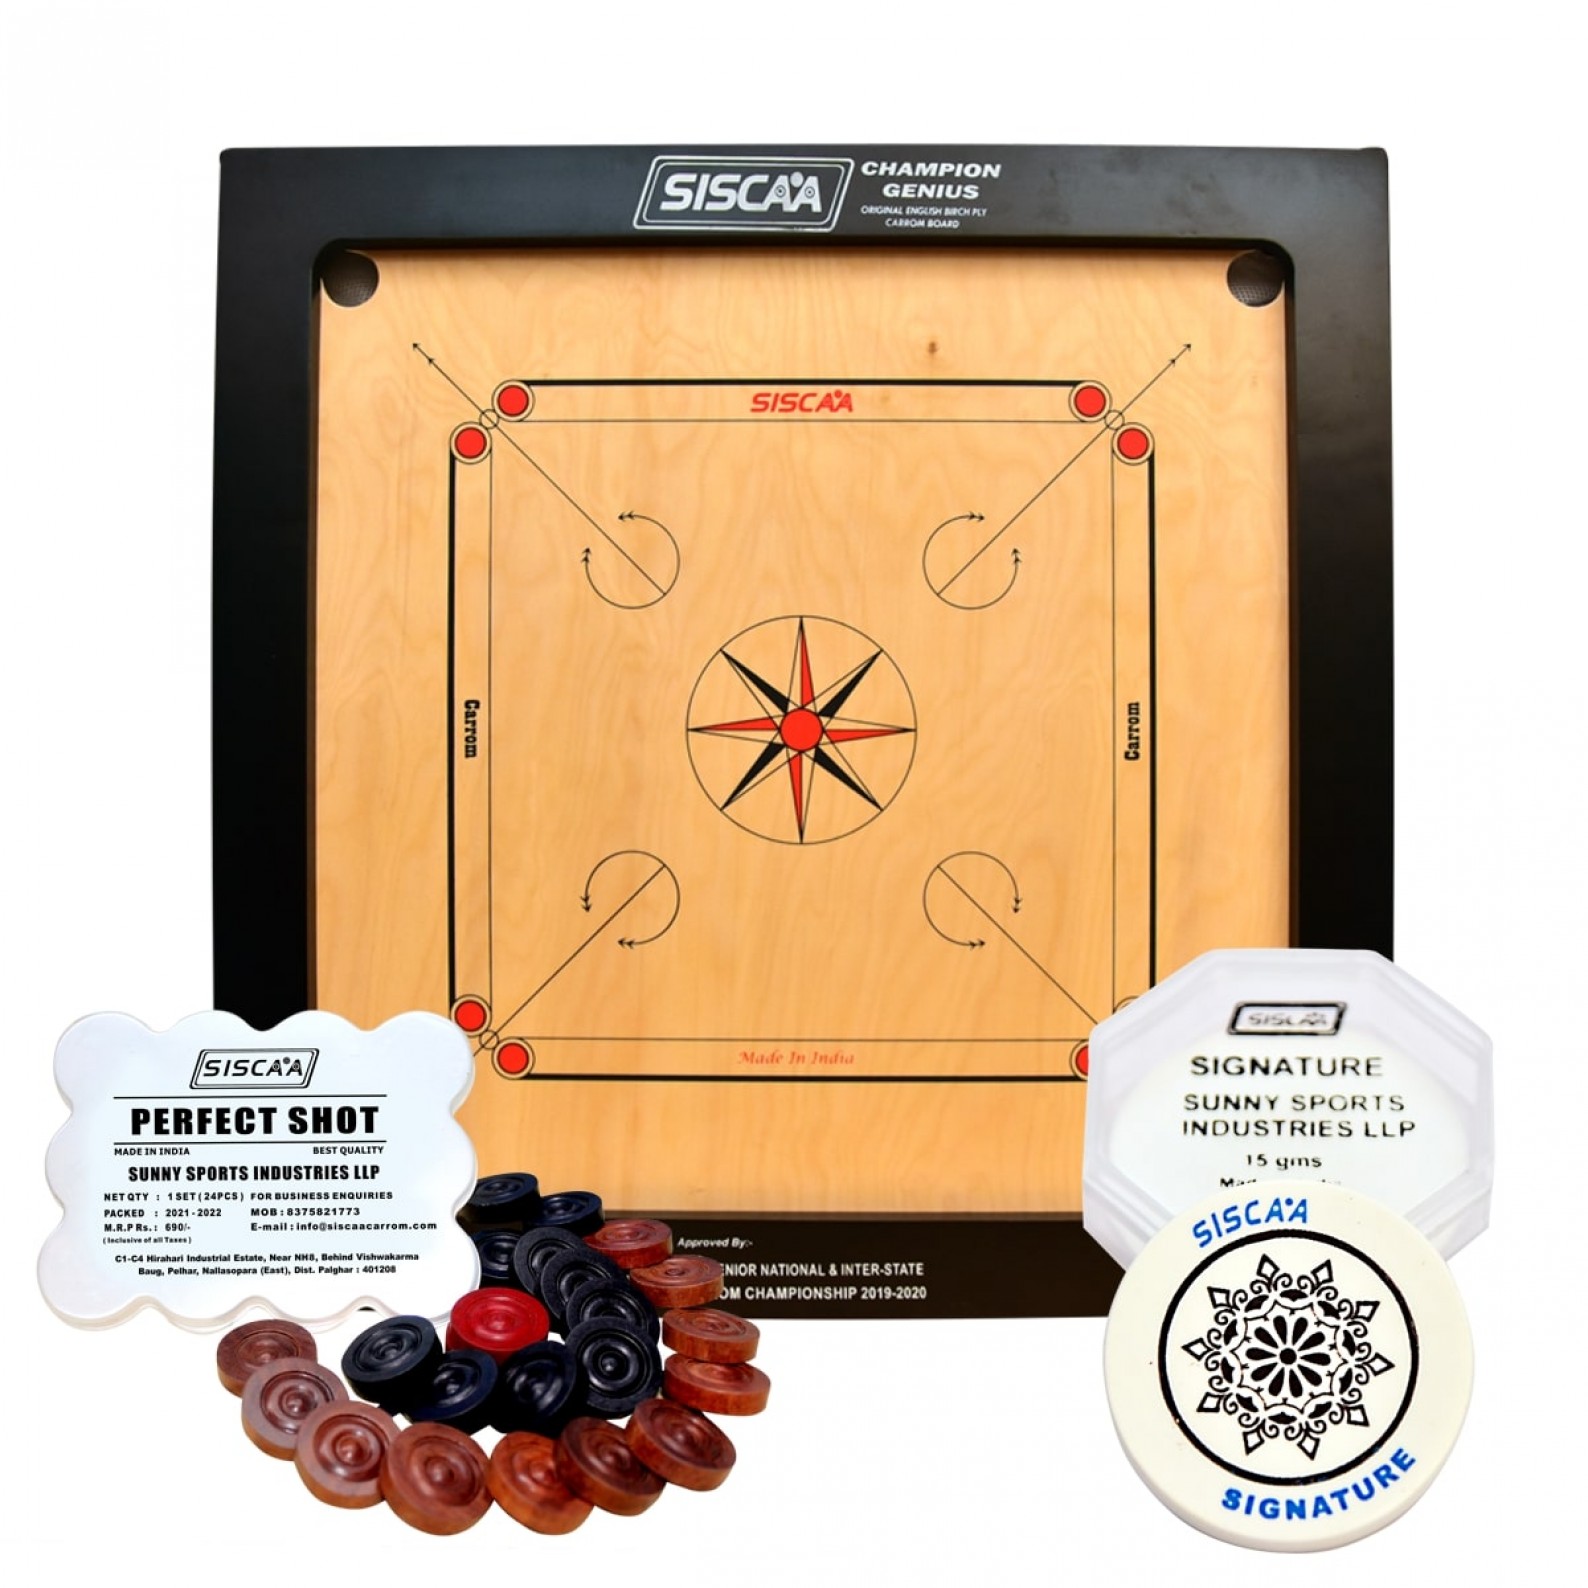 SISCAA
CHAMPION
GENIUS
ORIGINAL ENGLISH BIRCH PLY
CARROM BOARD
SISCAA
Carrom
Carrom
Made In India
Approved By:-
ENIOR NATIONAL & INTER-STATE
OM CHAMPIONSHIP 2019-2020
SISCAA
PERFECT SHOT
MADE IN INDIA BEST QUALITY
SUNNY SPORTS INDUSTRIES LLP
NET QTY : 1 SET (24PCS) FOR BUSINESS ENQUIRIES
PACKED : 2021-2022 MOB : 8375821773
M.R.P Rs. : 690/- E-mail : info@siscaacarrom.com
( Inclusive of all Taxes )
C1-C4 Hirahari Industrial Estate, Near NH8, Behind Vishwakarma
Baug, Pelhar, Nallasopara (East), Dist. Palghar : 401208
SISCAA
SIGNATURE
SUNNY SPORTS
INDUSTRIES LLP
15 gms
SISCAA
SIGNATURE